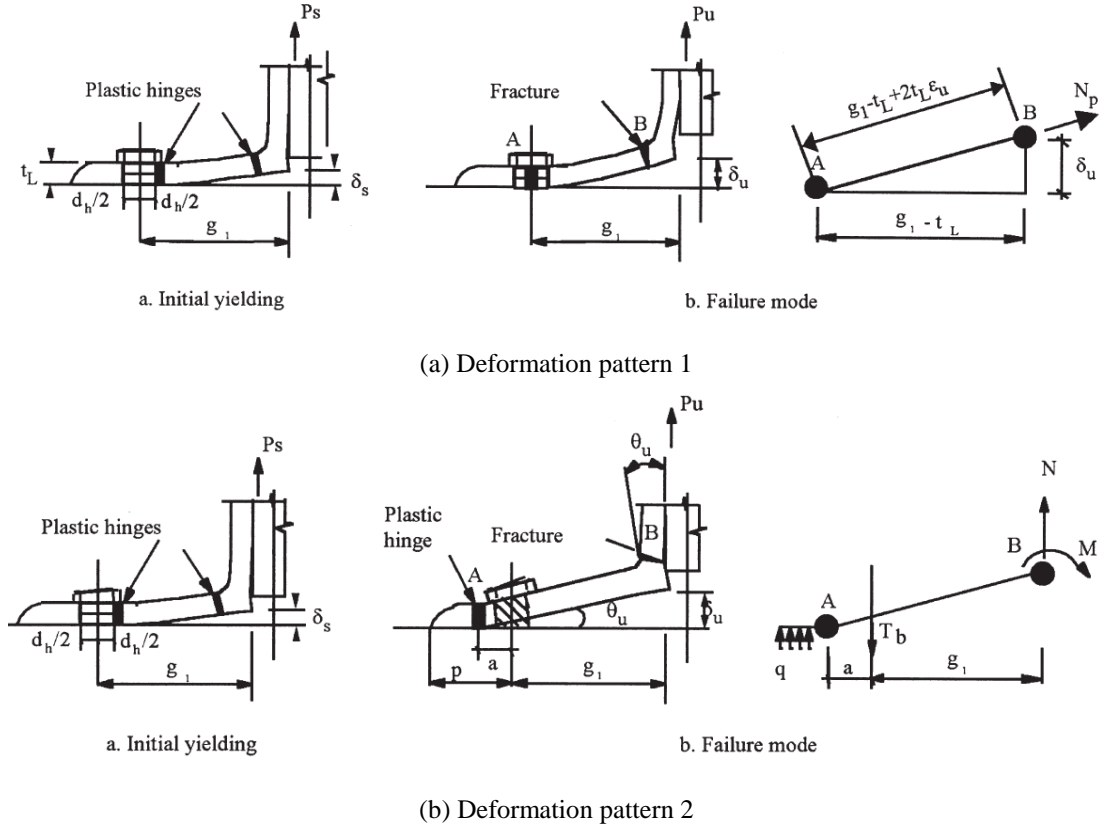 Ps
Plastic hinges
t_L
d_h/2 d_h/2
δ_s
g_1
a. Initial yielding
Pu
Fracture
B
A
δ_u
g_1
g_1-t_L+2t_Lε_u
N_p
B
A
δ_u
g_1 - t_L
b. Failure mode
(a) Deformation pattern 1
Ps
Plastic hinges
d_h/2 d_h/2
δ_s
g_1
a. Initial yielding
Pu
θ_u
Plastic
hinge
Fracture
B
A
θ_u
δ_u
p
a
g_1
N
B
M
A
T_b
q
a
g_1
b. Failure mode
(b) Deformation pattern 2